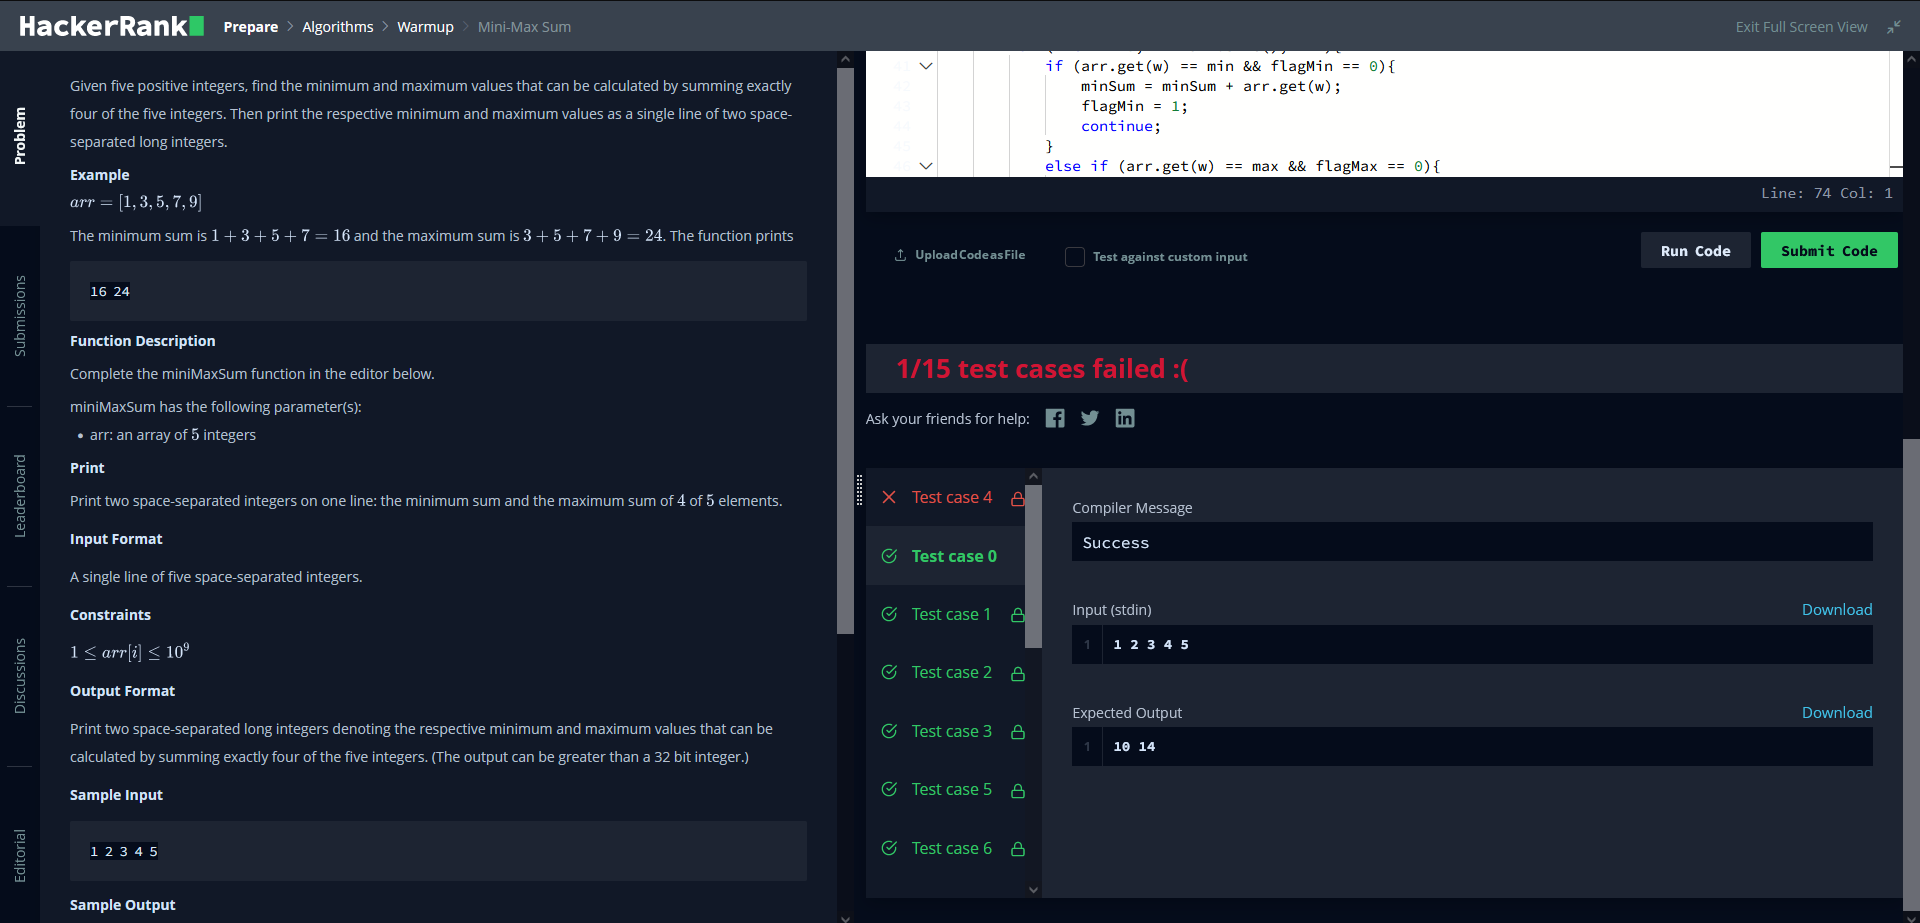 HackerRank Prepare > Algorithms > Warmup > Mini-Max Sum Exit Full Screen View
Problem
Submissions
Leaderboard
Discussions
Editorial
Given five positive integers, find the minimum and maximum values that can be calculated by summing exactly
four of the five integers. Then print the respective minimum and maximum values as a single line of two space-
separated long integers.
Example
arr = [1, 3, 5, 7, 9]
The minimum sum is 1 + 3 + 5 + 7 = 16 and the maximum sum is 3 + 5 + 7 + 9 = 24. The function prints
16 24
Function Description
Complete the miniMaxSum function in the editor below.
miniMaxSum has the following parameter(s):
• arr: an array of 5 integers
Print
Print two space-separated integers on one line: the minimum sum and the maximum sum of 4 of 5 elements.
Input Format
A single line of five space-separated integers.
Constraints
1 ≤ arr[i] ≤ 10⁹
Output Format
Print two space-separated long integers denoting the respective minimum and maximum values that can be
calculated by summing exactly four of the five integers. (The output can be greater than a 32 bit integer.)
Sample Input
1 2 3 4 5
Sample Output
41 if (arr.get(w) == min && flagMin == 0){
42 minSum = minSum + arr.get(w);
43 flagMin = 1;
44 continue;
45 }
46 else if (arr.get(w) == max && flagMax == 0){
Line: 74 Col: 1
Upload Code as File
Test against custom input
Run Code
Submit Code
1/15 test cases failed :(
Ask your friends for help:
Test case 4
Test case 0
Test case 1
Test case 2
Test case 3
Test case 5
Test case 6
Compiler Message
Success
Input (stdin) Download
1 1 2 3 4 5
Expected Output Download
1 10 14